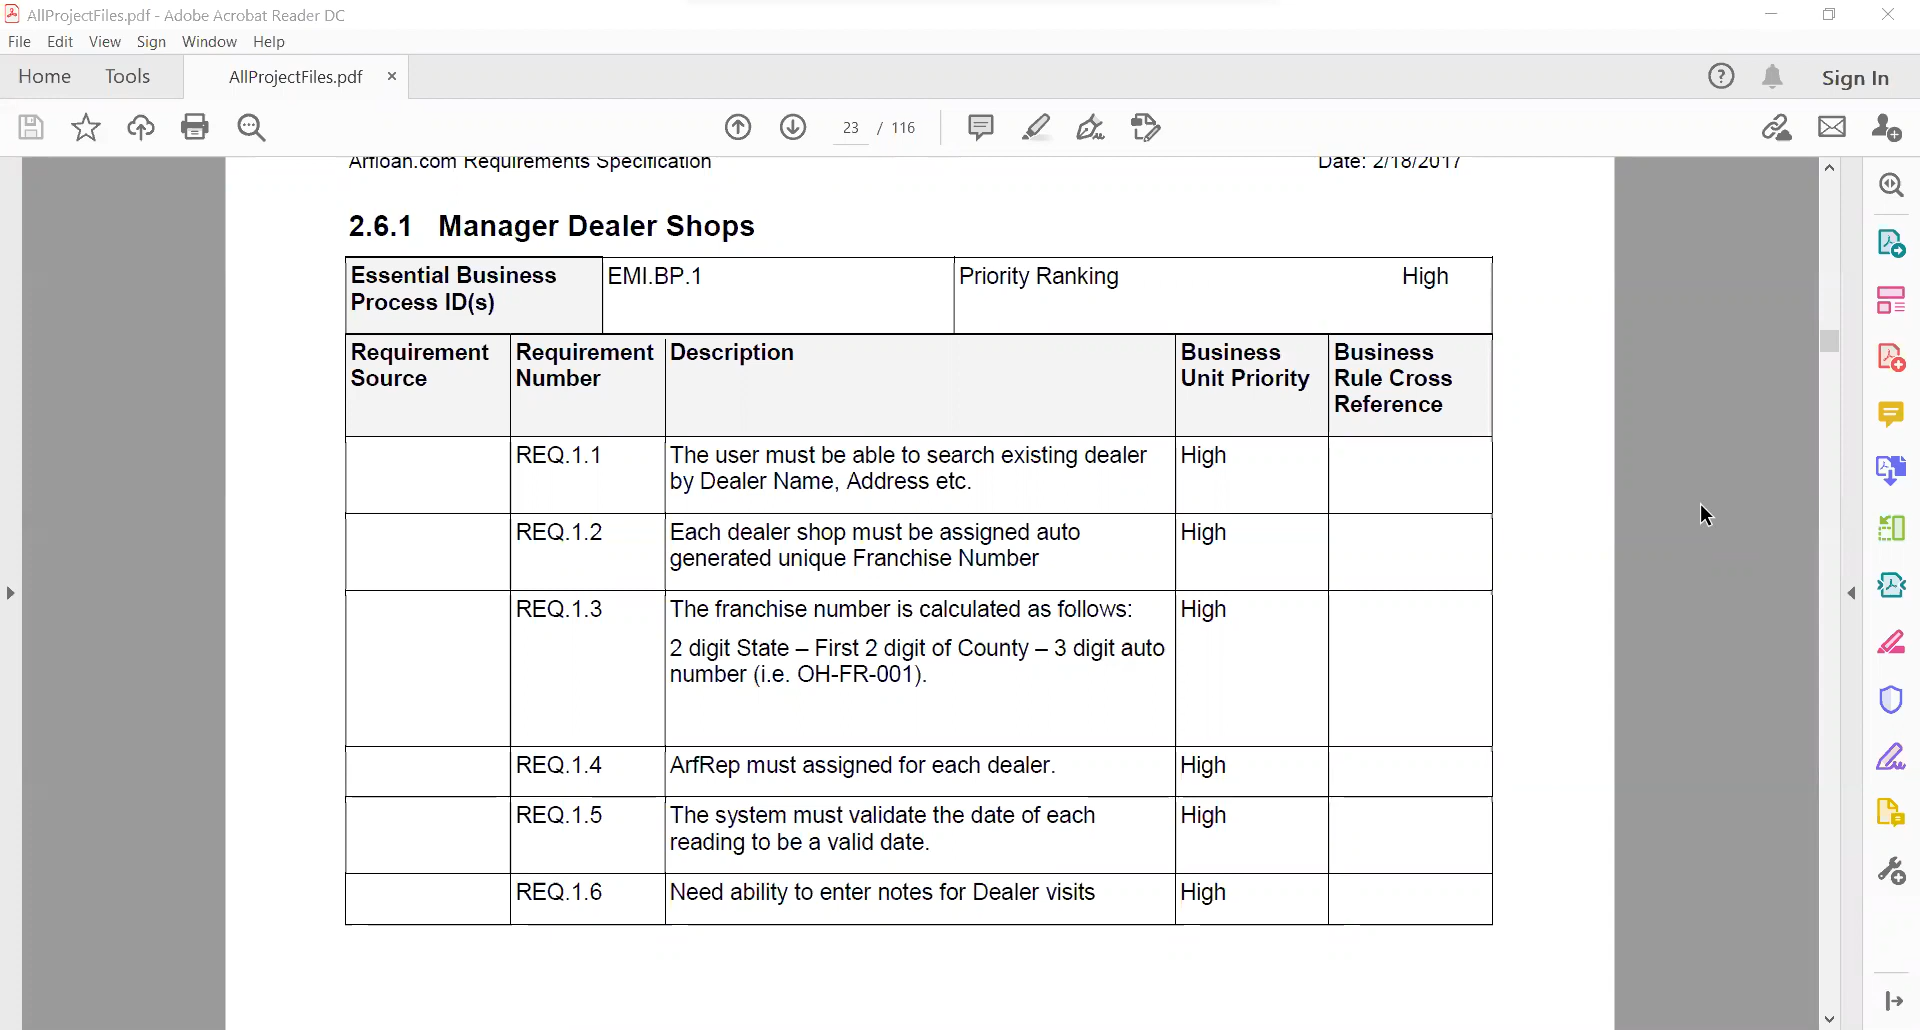 AllProjectFiles.pdf - Adobe Acrobat Reader DC
File Edit View Sign Window Help
Home Tools AllProjectFiles.pdf × Sign In
23 / 116
Arfloan.com Requirements Specification Date: 2/18/2017
2.6.1 Manager Dealer Shops
Essential Business
Process ID(s)
EMI.BP.1
Priority Ranking High
Requirement
Source
Requirement
Number
Description
Business
Unit Priority
Business
Rule Cross
Reference
REQ.1.1
The user must be able to search existing dealer
by Dealer Name, Address etc.
High
REQ.1.2
Each dealer shop must be assigned auto
generated unique Franchise Number
High
REQ.1.3
The franchise number is calculated as follows:
2 digit State – First 2 digit of County – 3 digit auto
number (i.e. OH-FR-001).
High
REQ.1.4
ArfRep must assigned for each dealer.
High
REQ.1.5
The system must validate the date of each
reading to be a valid date.
High
REQ.1.6
Need ability to enter notes for Dealer visits
High